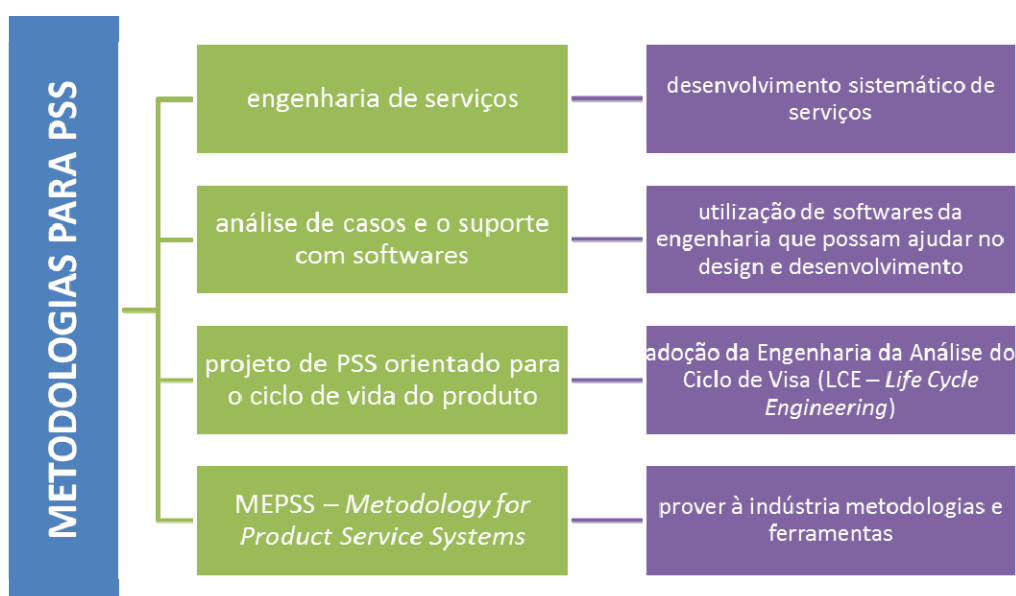 METODOLOGIAS PARA PSS
engenharia de serviços
desenvolvimento sistemático de
serviços
análise de casos e o suporte
com softwares
utilização de softwares da
engenharia que possam ajudar no
design e desenvolvimento
projeto de PSS orientado para
o ciclo de vida do produto
adoção da Engenharia da Análise do
Ciclo de Visa (LCE – Life Cycle
Engineering)
MEPSS – Metodology for
Product Service Systems
prover à indústria metodologias e
ferramentas